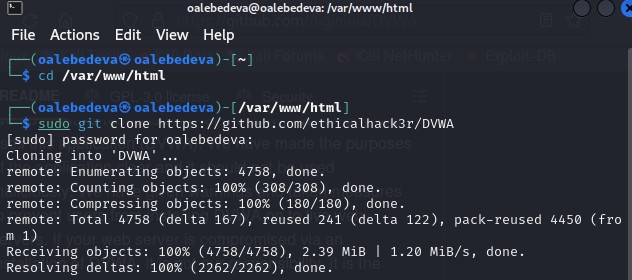 oalebedeva@oalebedeva: /var/www/html
File Actions Edit View Help
┌──(oalebedeva㉿oalebedeva)-[~]
└─$ cd /var/www/html
┌──(oalebedeva㉿oalebedeva)-[/var/www/html]
└─$ sudo git clone https://github.com/ethicalhack3r/DVWA
[sudo] password for oalebedeva:
Cloning into 'DVWA'...
remote: Enumerating objects: 4758, done.
remote: Counting objects: 100% (308/308), done.
remote: Compressing objects: 100% (180/180), done.
remote: Total 4758 (delta 167), reused 241 (delta 122), pack-reused 4450 (fro
m 1)
Receiving objects: 100% (4758/4758), 2.39 MiB | 1.20 MiB/s, done.
Resolving deltas: 100% (2262/2262), done.